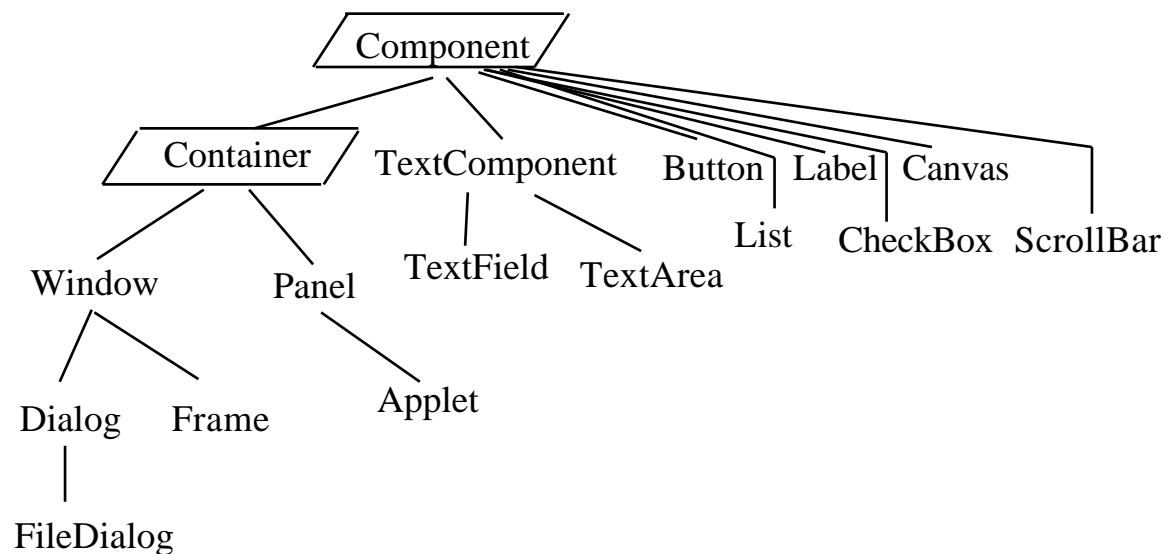 Component
Container
TextComponent
Button
Label
Canvas
List
CheckBox
ScrollBar
Window
Panel
TextField
TextArea
Dialog
Frame
Applet
FileDialog